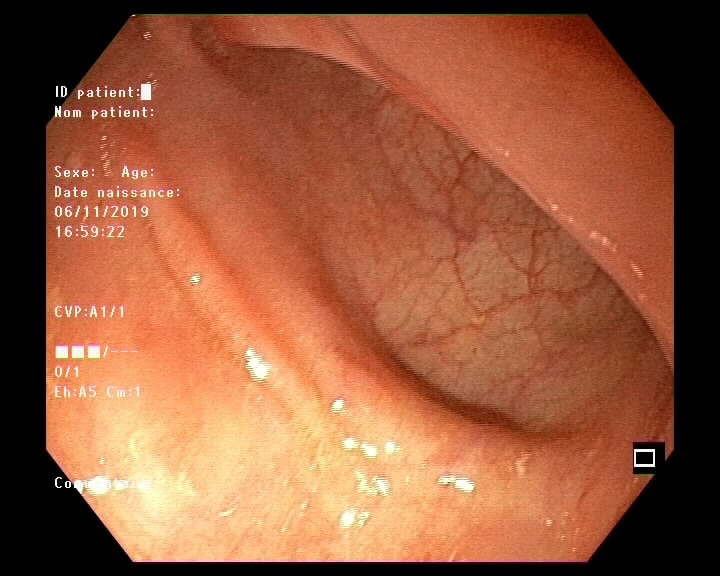 ID patient:
Nom patient:
Sexe: Age:
Date naissance:
06/11/2019
16:59:22
CVP:A1/1
/---
0/1
Eh:A5 Cm:1